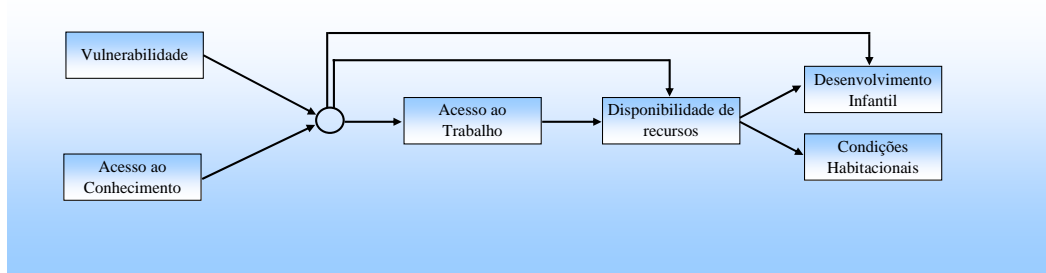 Vulnerabilidade
Acesso ao
Conhecimento
Acesso ao
Trabalho
Disponibilidade de
recursos
Desenvolvimento
Infantil
Condições
Habitacionais